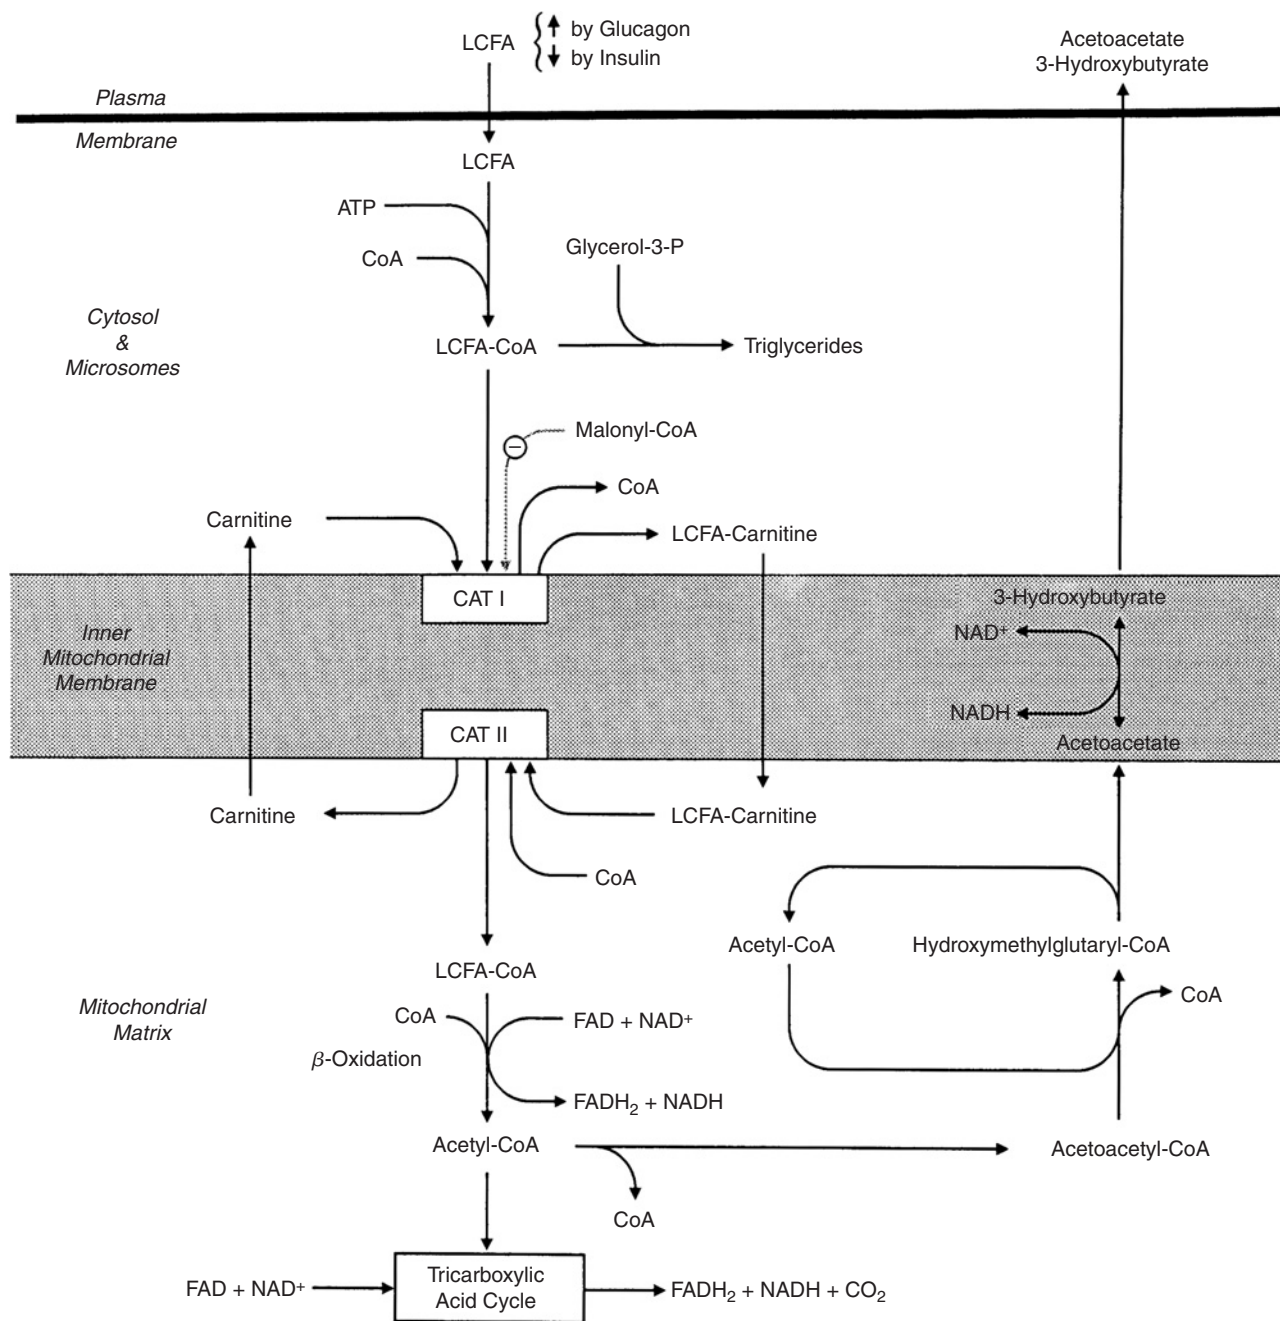 LCFA
by Glucagon
by Insulin
Acetoacetate
3-Hydroxybutyrate
Plasma
Membrane
LCFA
ATP
CoA
Glycerol-3-P
Cytosol
&
Microsomes
LCFA-CoA
Triglycerides
Malonyl-CoA
−
CoA
Carnitine
LCFA-Carnitine
CAT I
3-Hydroxybutyrate
Inner
Mitochondrial
Membrane
NAD⁺
NADH
CAT II
Acetoacetate
Carnitine
LCFA-Carnitine
CoA
Acetyl-CoA
Hydroxymethylglutaryl-CoA
LCFA-CoA
CoA
Mitochondrial
Matrix
CoA
FAD + NAD⁺
β-Oxidation
FADH₂ + NADH
Acetyl-CoA
Acetoacetyl-CoA
CoA
FAD + NAD⁺
Tricarboxylic
Acid Cycle
FADH₂ + NADH + CO₂